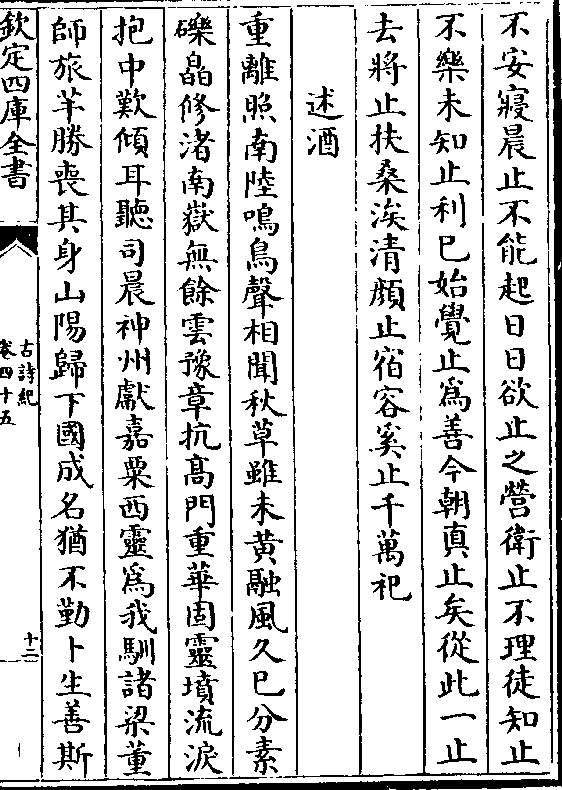 不安寢晨止不能起日日欲止之營衛止不理徒知止
不樂未知止利已始覺止為善今朝真止矣從此一止
去將止扶桑涘清顏止宿容奚止千萬祀
述酒
重離照南陸鳴鳥聲相聞秋草雖未黃融風久已分素
礫皛修渚南嶽無餘雲豫章抗高門重華固靈墳流淚
抱中歎傾耳聽司晨神州獻嘉粟西靈為我馴諸梁董
師旅羊勝喪其身山陽歸下國成名猶不勤卜生善斯
欽定四庫全書
古詩紀
卷四十五
十二